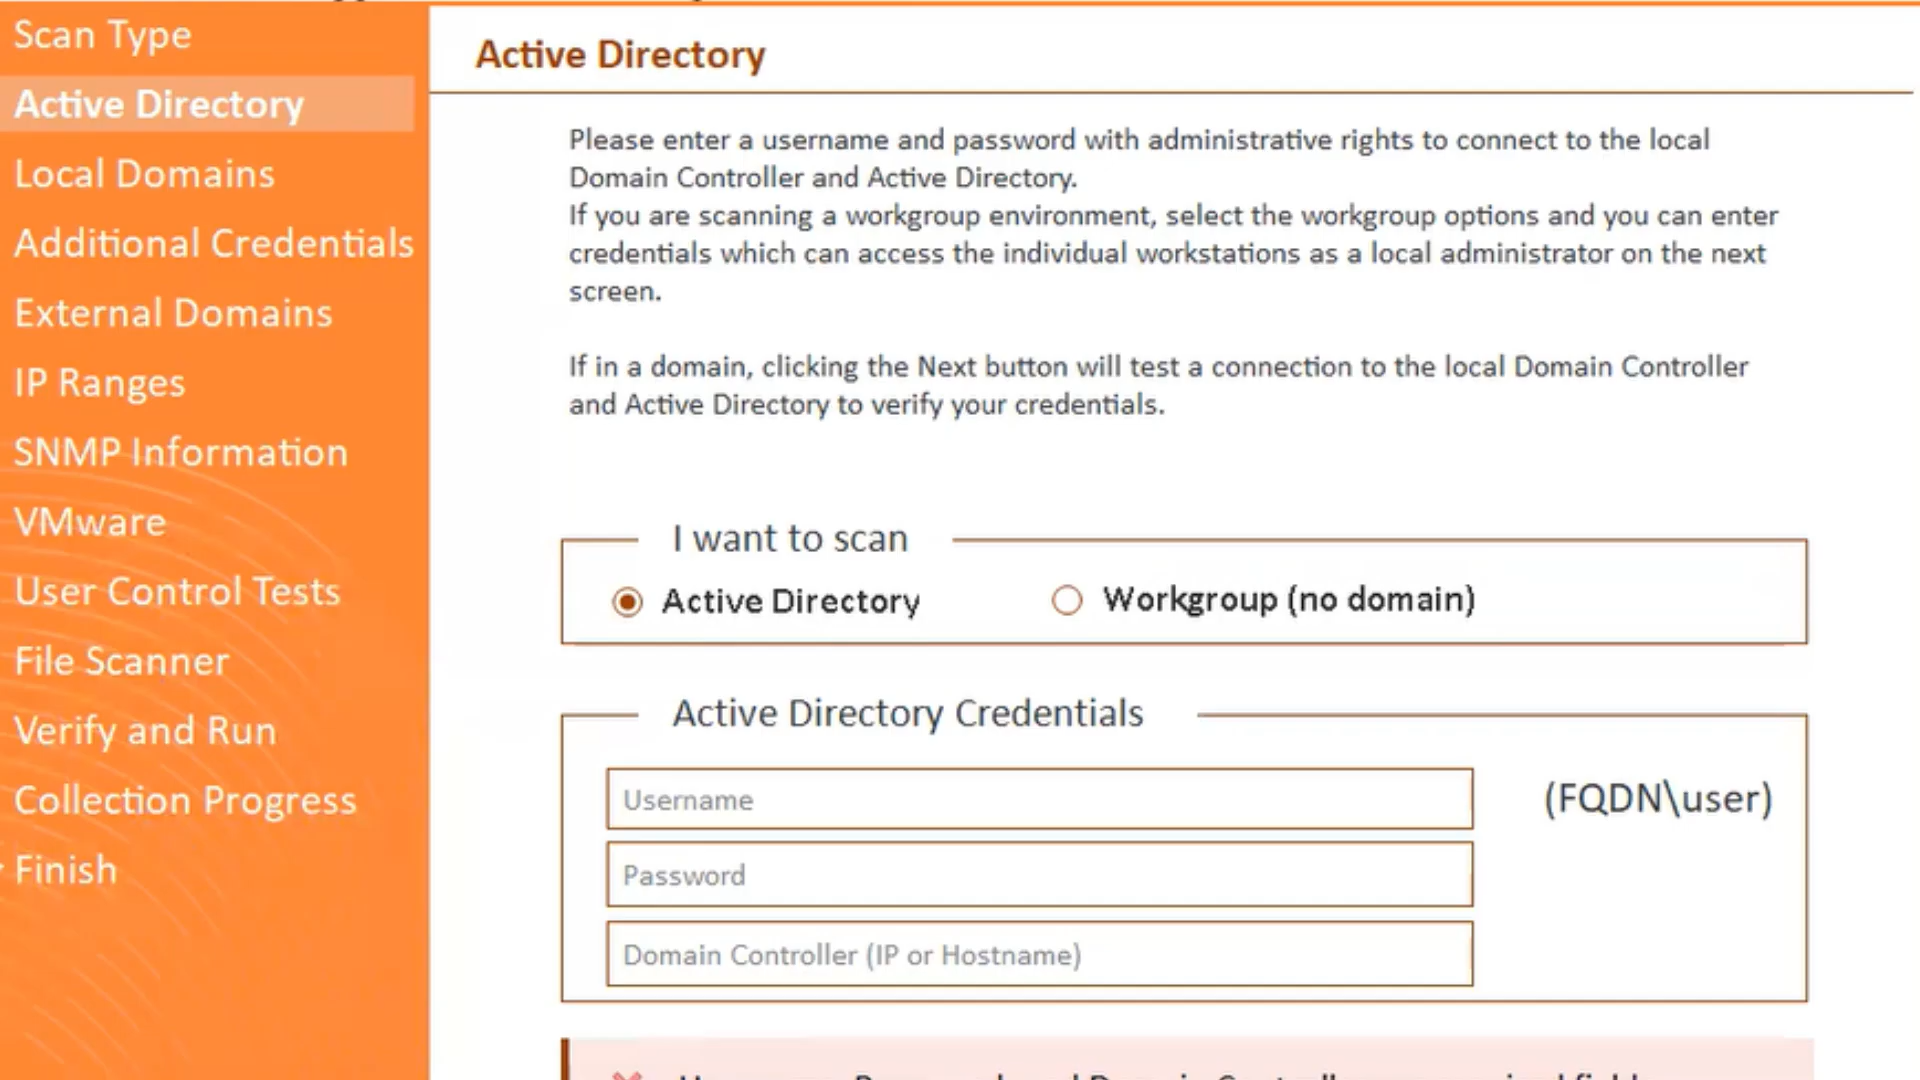 Scan Type
Active Directory
Local Domains
Additional Credentials
External Domains
IP Ranges
SNMP Information
VMware
User Control Tests
File Scanner
Verify and Run
Collection Progress
Finish
Active Directory
Please enter a username and password with administrative rights to connect to the local
Domain Controller and Active Directory.
If you are scanning a workgroup environment, select the workgroup options and you can enter
credentials which can access the individual workstations as a local administrator on the next
screen.
If in a domain, clicking the Next button will test a connection to the local Domain Controller
and Active Directory to verify your credentials.
I want to scan
Active Directory
Workgroup (no domain)
Active Directory Credentials
Username
(FQDN\user)
Password
Domain Controller (IP or Hostname)